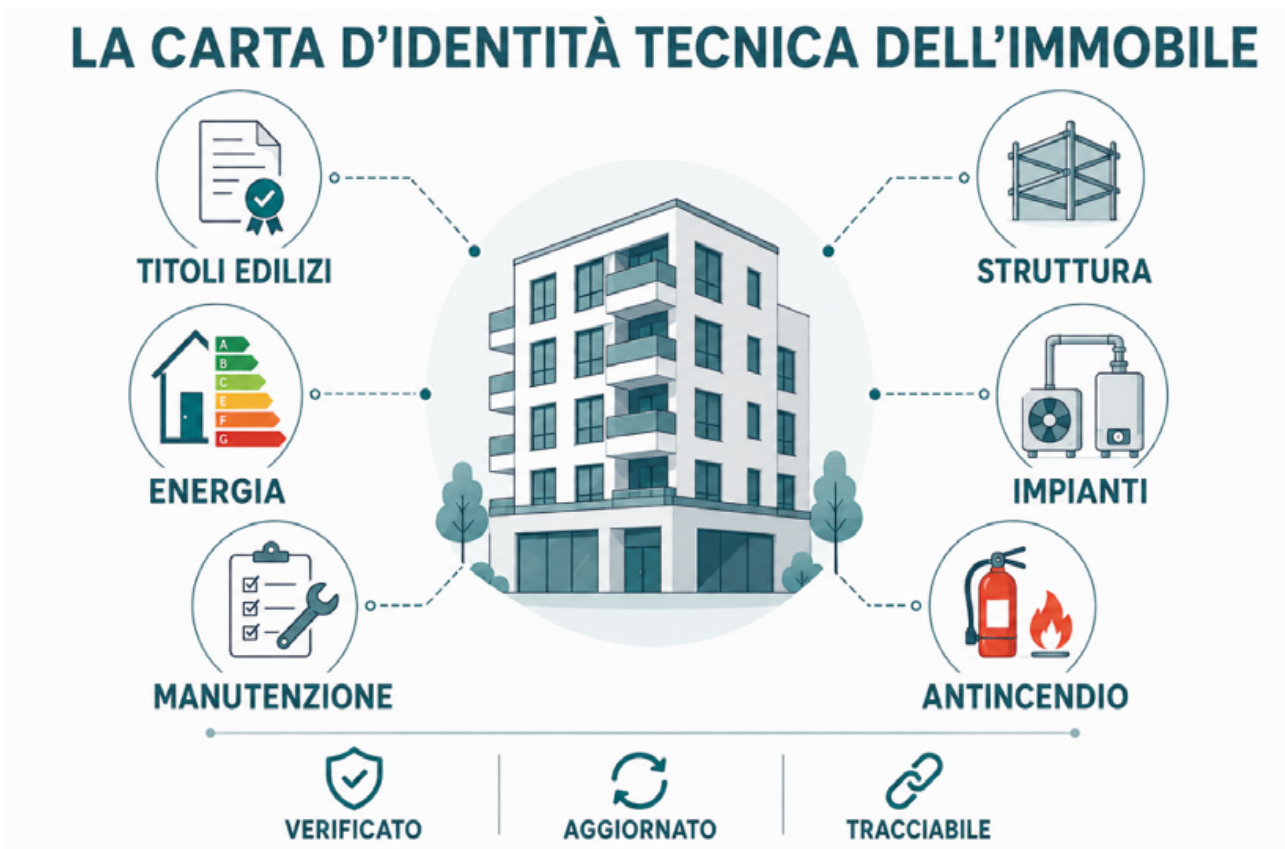 LA CARTA D'IDENTITÀ TECNICA DELL'IMMOBILE
TITOLI EDILIZI
STRUTTURA
A
B
C
E
F
G
ENERGIA
IMPIANTI
MANUTENZIONE
ANTINCENDIO
VERIFICATO
AGGIORNATO
TRACCIABILE